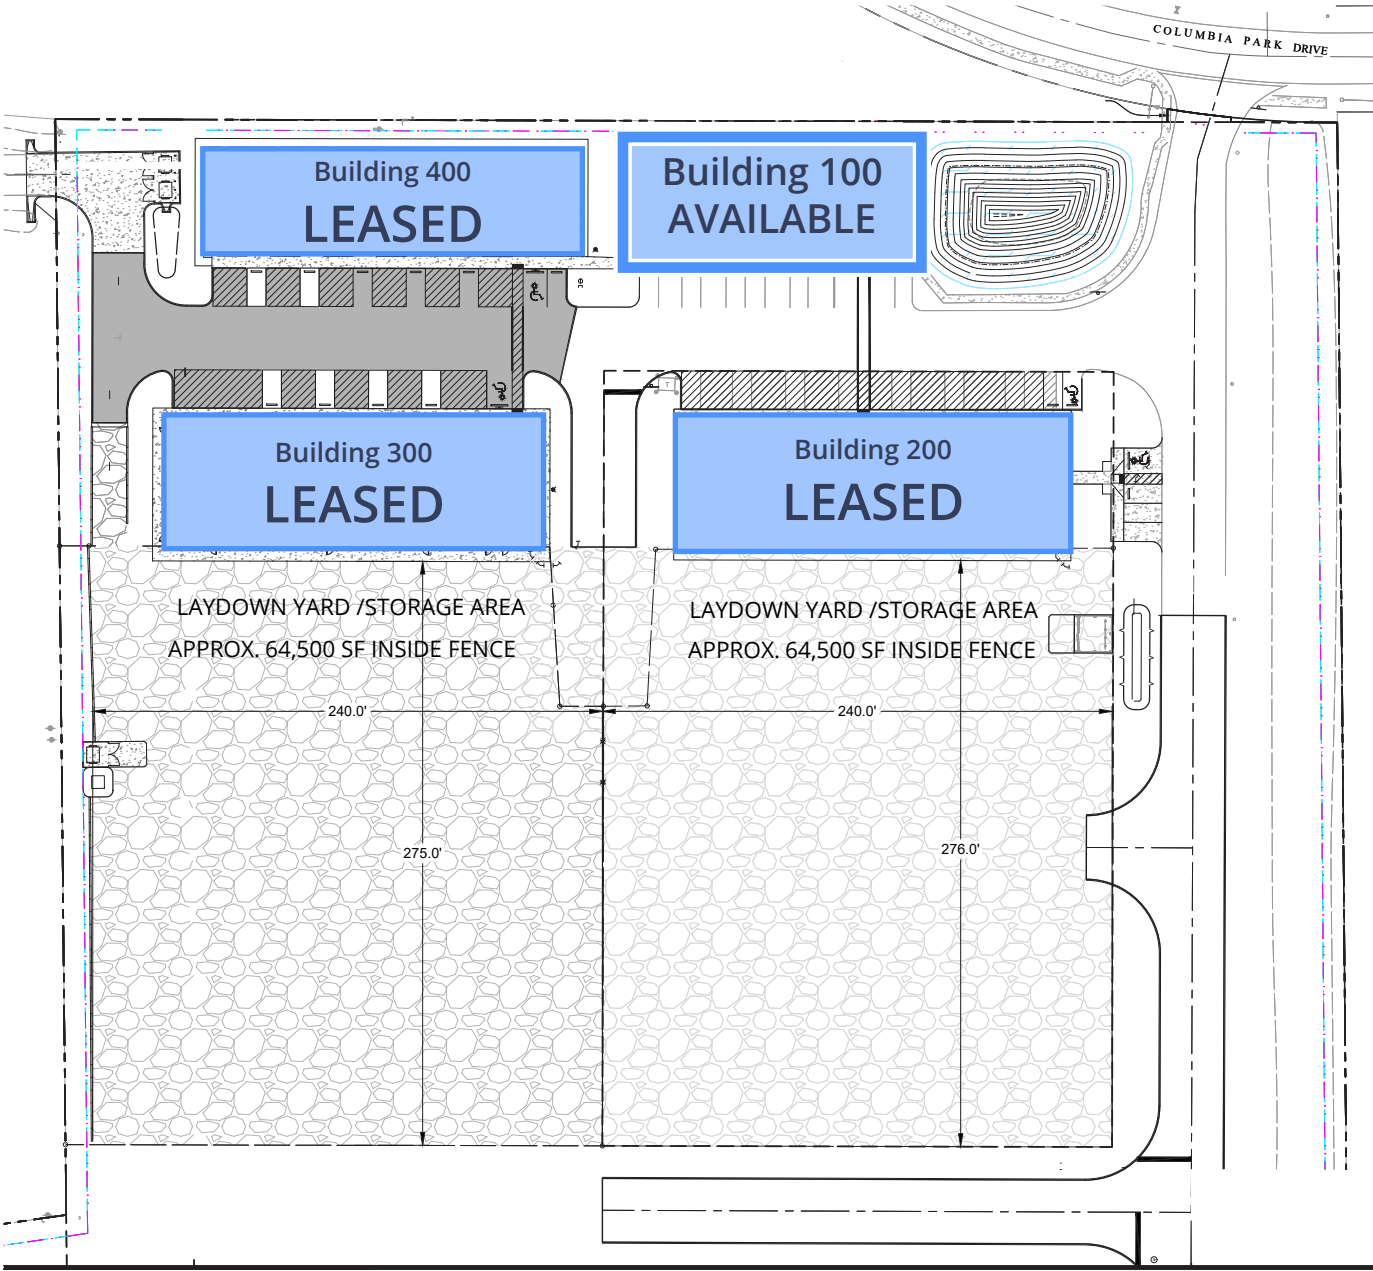 COLUMBIA PARK DRIVE
Building 400
LEASED
Building 100
AVAILABLE
Building 300
LEASED
Building 200
LEASED
LAYDOWN YARD /STORAGE AREA
APPROX. 64,500 SF INSIDE FENCE
LAYDOWN YARD /STORAGE AREA
APPROX. 64,500 SF INSIDE FENCE
240.0'
240.0'
275.0'
276.0'
T